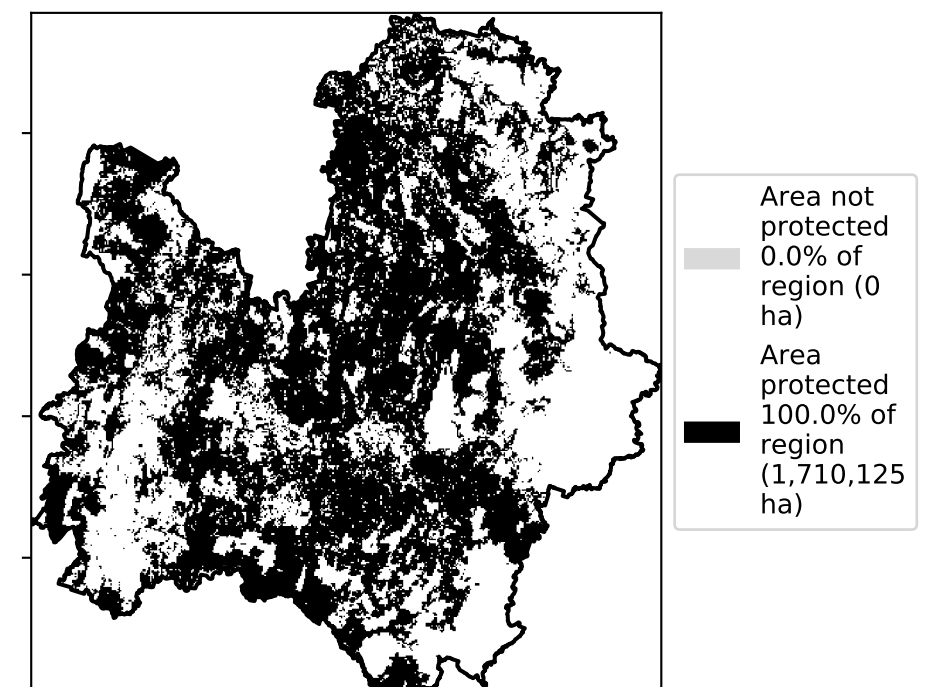 Area not
protected
0.0% of
region (0
ha)
Area
protected
100.0% of
region
(1,710,125
ha)